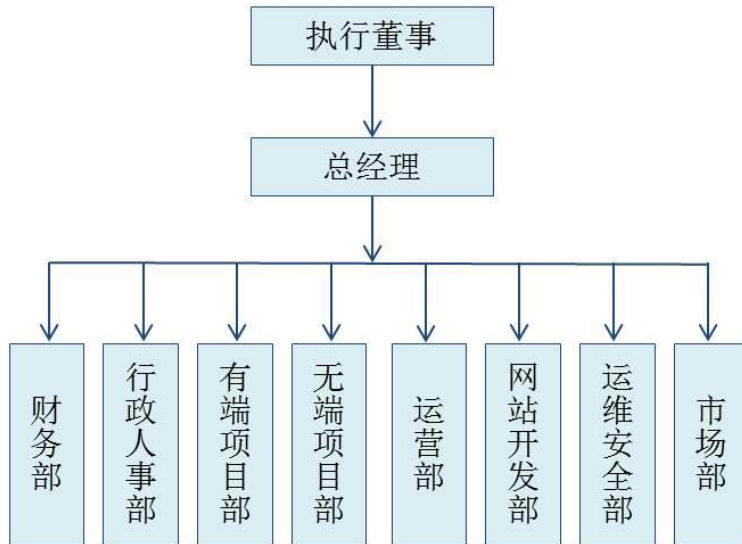 执行董事
总经理
财务部
行政人事部
有端项目部
无端项目部
运营部
网站开发部
运维安全部
市场部